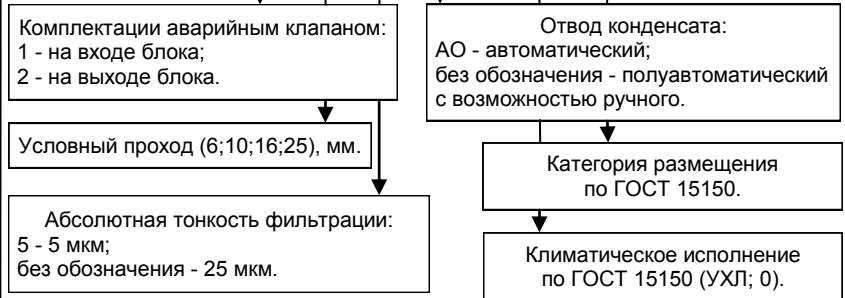 Комплектации аварийным клапаном:
1 - на входе блока;
2 - на выходе блока.
Условный проход (6;10;16;25), мм.
Абсолютная тонкость фильтрации:
5 - 5 мкм;
без обозначения - 25 мкм.
Отвод конденсата:
АО - автоматический;
без обозначения - полуавтоматический
с возможностью ручного.
Категория размещения
по ГОСТ 15150.
Климатическое исполнение
по ГОСТ 15150 (УХЛ; 0).